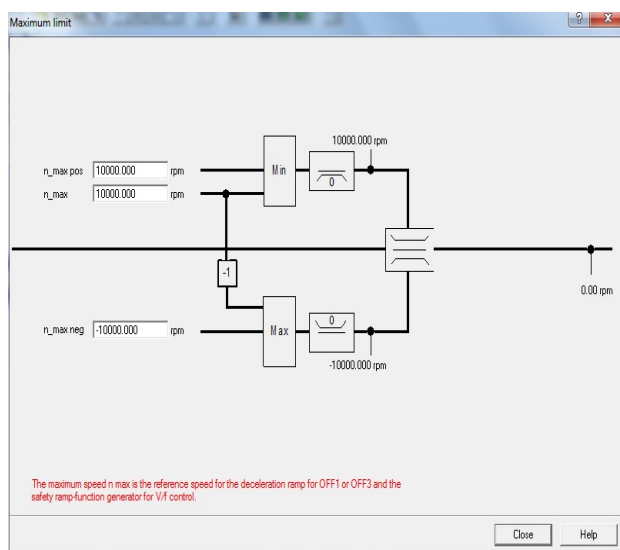 Maximum limit
10000.000 rpm
n_max pos 10000.000 rpm
Min
0
n_max 10000.000 rpm
-1
0.00 rpm
0
n_max neg -10000.000 rpm
Max
-10000.000 rpm
The maximum speed n max is the reference speed for the deceleration ramp for OFF1 or OFF3 and the
safety ramp-function generator for V/f control.
Close Help